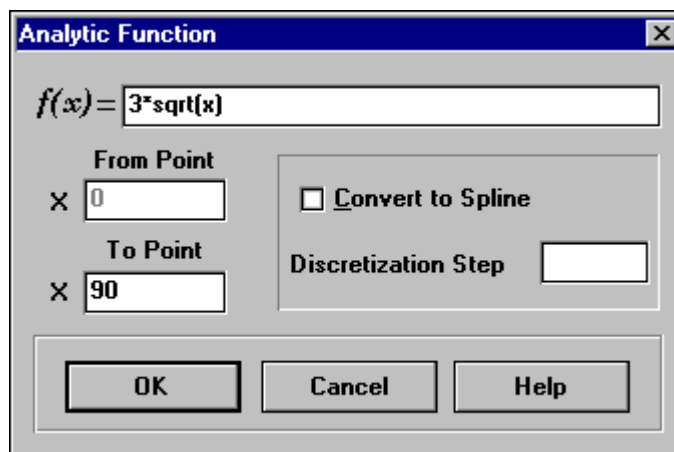 Analytic Function
f(x)= 3*sqrt(x)
From Point
X 0
To Point
X 90
Convert to Spline
Discretization Step
OK
Cancel
Help